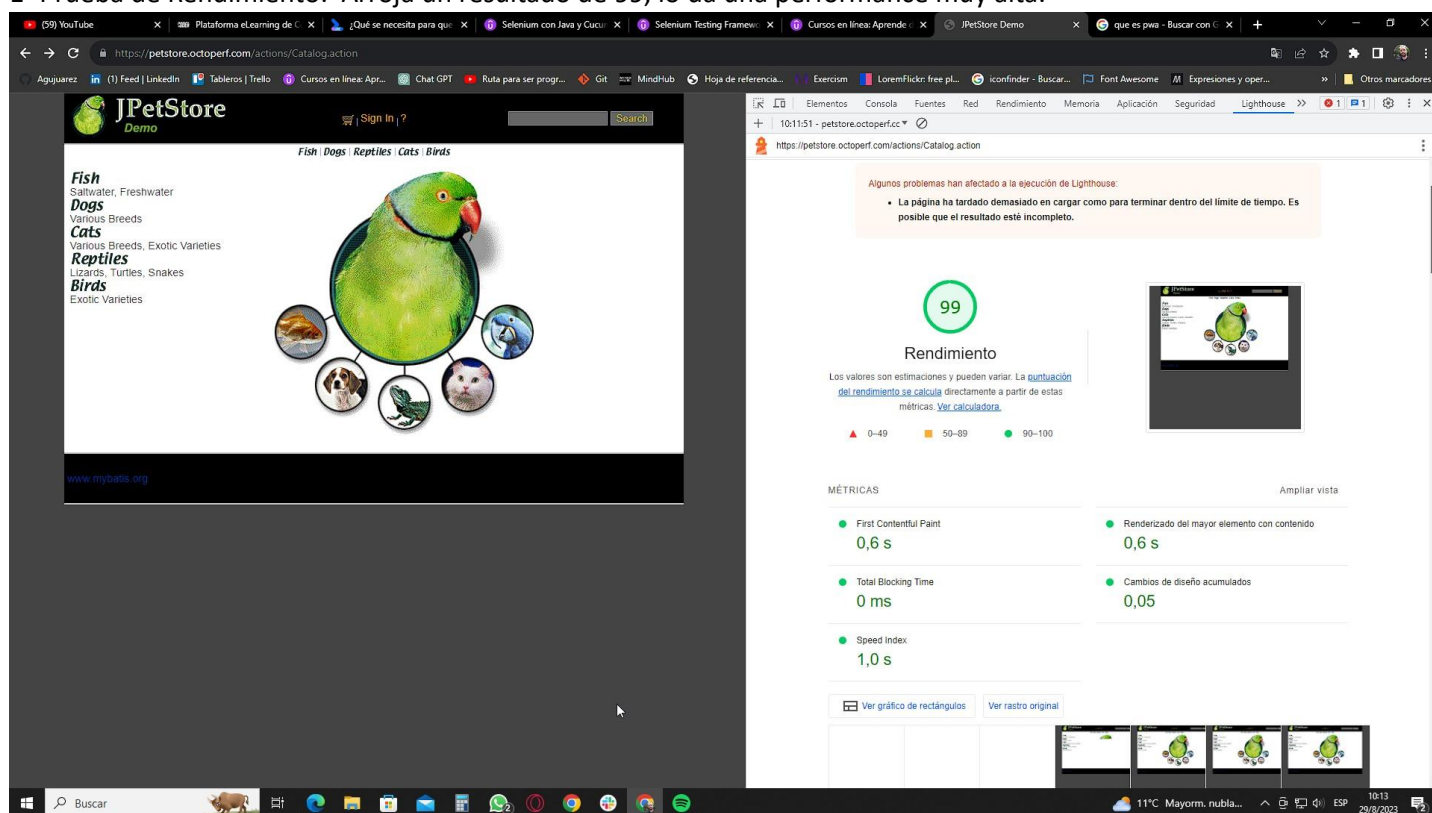 1- Prueba de Rendimiento: Arroja un resultado de 99, lo da una performance muy alta.
(59) YouTube
Plataforma eLearning de C
¿Qué se necesita para que
Selenium con Java y Cucur
Selenium Testing Framewo
Cursos en línea: Aprende d
JPetStore Demo
que es pwa - Buscar con G
https://petstore.octoperf.com/actions/Catalog.action
Agujuarez
(1) Feed | LinkedIn
Tableros | Trello
Cursos en línea: Apr...
Chat GPT
Ruta para ser progr...
Git
MindHub
Hoja de referencia...
Exercism
LoremFlickr: free pl...
iconfinder - Buscar...
Font Awesome
Expresiones y oper...
»
Otros marcadores
JPetStore
Demo
Sign In | ?
Search
Fish | Dogs | Reptiles | Cats | Birds
Fish
Saltwater, Freshwater
Dogs
Various Breeds
Cats
Various Breeds, Exotic Varieties
Reptiles
Lizards, Turtles, Snakes
Birds
Exotic Varieties
www.mybatis.org
Elementos Consola Fuentes Red Rendimiento Memoria Aplicación Seguridad Lighthouse » 1 1
10:11:51 - petstore.octoperf.cc
https://petstore.octoperf.com/actions/Catalog.action
Algunos problemas han afectado a la ejecución de Lighthouse:
• La página ha tardado demasiado en cargar como para terminar dentro del límite de tiempo. Es
posible que el resultado esté incompleto.
99
Rendimiento
Los valores son estimaciones y pueden variar. La puntuación
del rendimiento se calcula directamente a partir de estas
métricas. Ver calculadora.
0–49 50–89 90–100
MÉTRICAS
Ampliar vista
First Contentful Paint
0,6 s
Renderizado del mayor elemento con contenido
0,6 s
Total Blocking Time
0 ms
Cambios de diseño acumulados
0,05
Speed Index
1,0 s
Ver gráfico de rectángulos
Ver rastro original
Buscar
11°C Mayorm. nubla...
ESP
10:13
29/8/2023